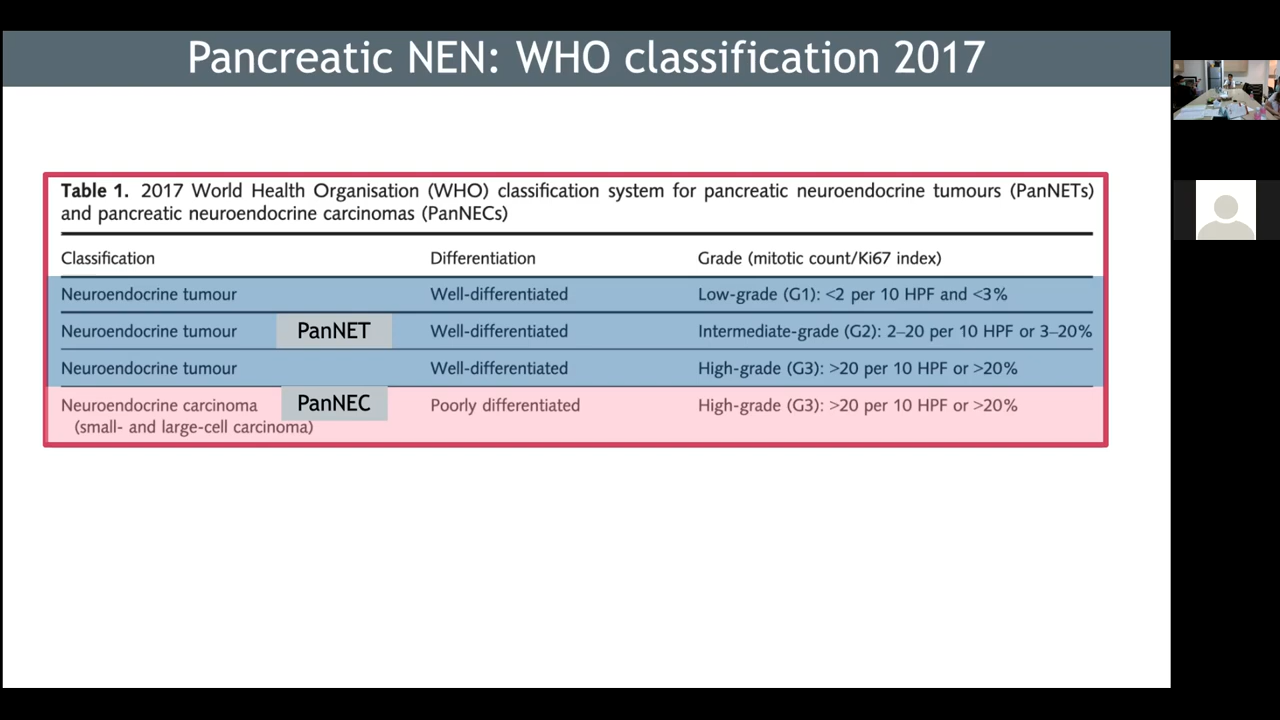 Pancreatic NEN: WHO classification 2017
Table 1. 2017 World Health Organisation (WHO) classification system for pancreatic neuroendocrine tumours (PanNETs)
and pancreatic neuroendocrine carcinomas (PanNECs)
Classification Differentiation Grade (mitotic count/Ki67 index)
Neuroendocrine tumour Well-differentiated Low-grade (G1): <2 per 10 HPF and <3%
Neuroendocrine tumour PanNET Well-differentiated Intermediate-grade (G2): 2–20 per 10 HPF or 3–20%
Neuroendocrine tumour Well-differentiated High-grade (G3): >20 per 10 HPF or >20%
Neuroendocrine carcinoma PanNEC Poorly differentiated High-grade (G3): >20 per 10 HPF or >20%
(small- and large-cell carcinoma)